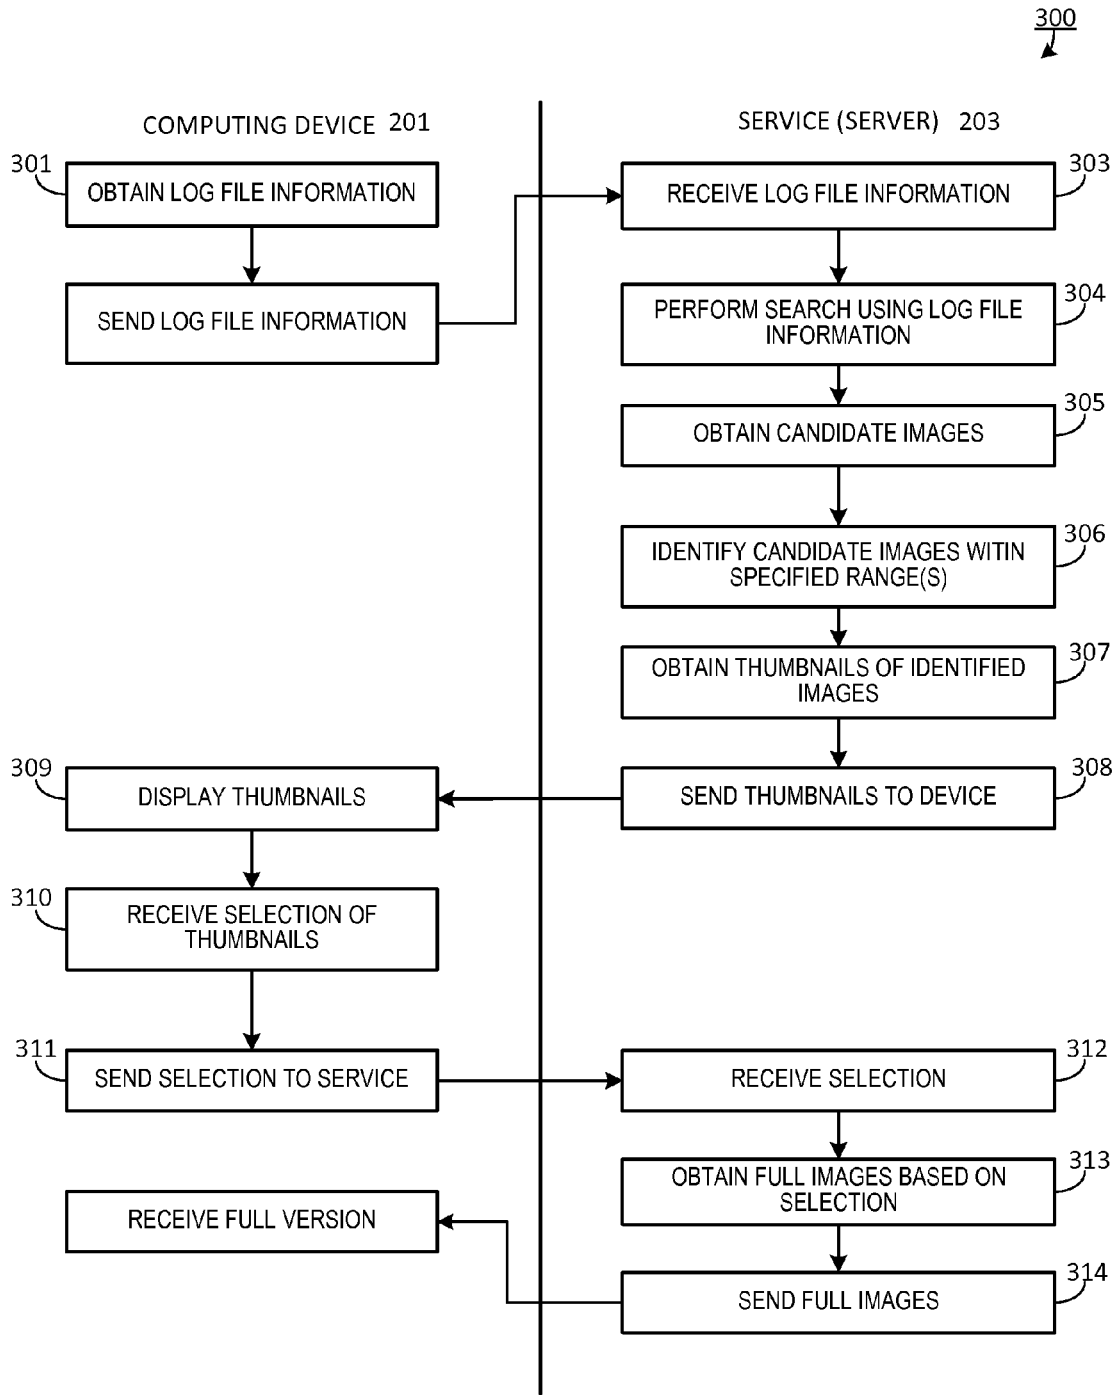 300
COMPUTING DEVICE 201
SERVICE (SERVER) 203
301
OBTAIN LOG FILE INFORMATION
SEND LOG FILE INFORMATION
303
RECEIVE LOG FILE INFORMATION
304
PERFORM SEARCH USING LOG FILE
INFORMATION
305
OBTAIN CANDIDATE IMAGES
306
IDENTIFY CANDIDATE IMAGES WITIN
SPECIFIED RANGE(S)
307
OBTAIN THUMBNAILS OF IDENTIFIED
IMAGES
308
SEND THUMBNAILS TO DEVICE
309
DISPLAY THUMBNAILS
310
RECEIVE SELECTION OF
THUMBNAILS
311
SEND SELECTION TO SERVICE
312
RECEIVE SELECTION
313
OBTAIN FULL IMAGES BASED ON
SELECTION
314
SEND FULL IMAGES
RECEIVE FULL VERSION